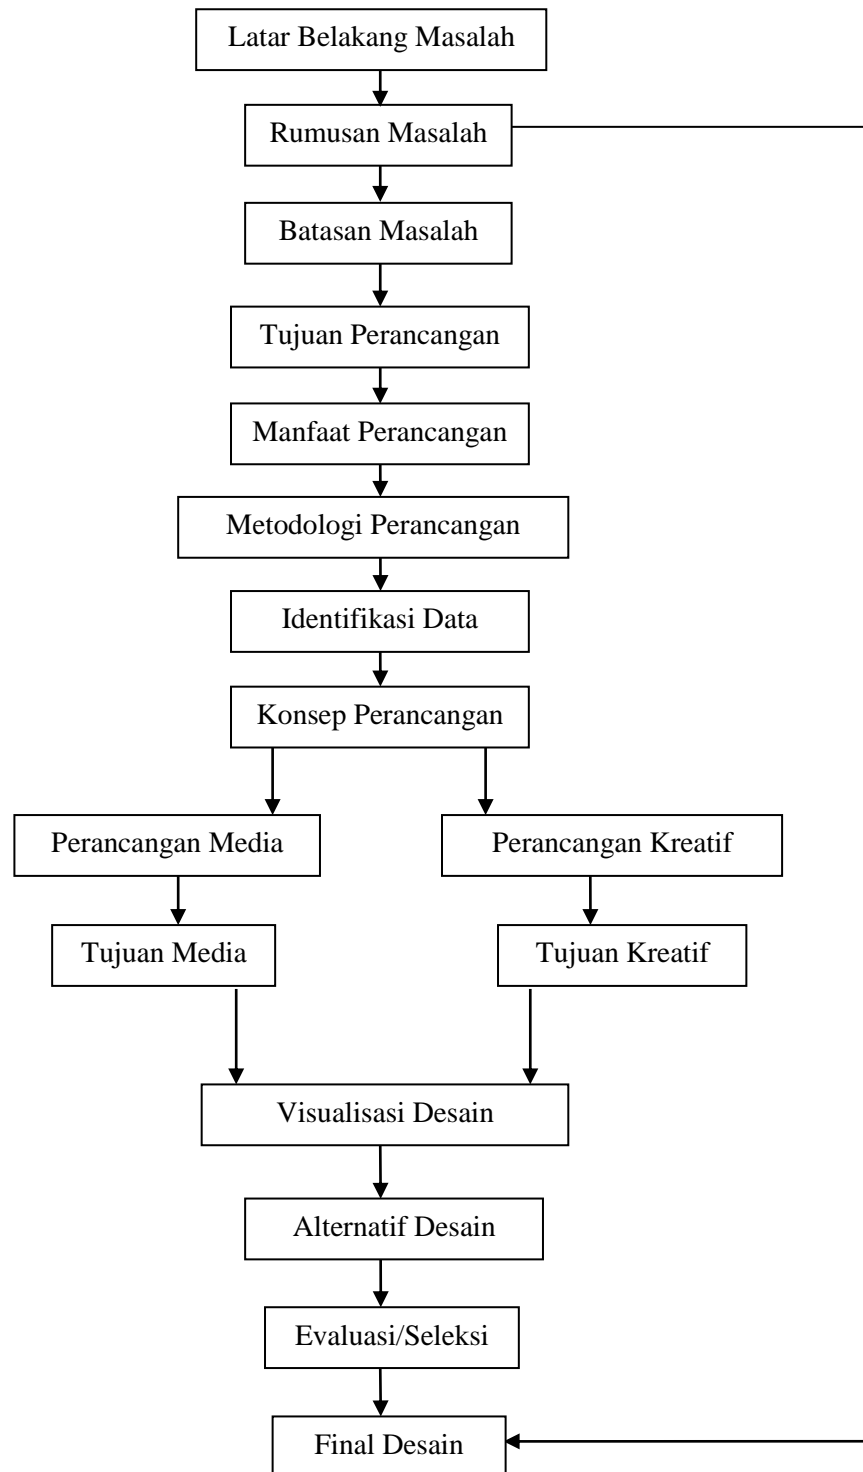 Latar Belakang Masalah
Rumusan Masalah
Batasan Masalah
Tujuan Perancangan
Manfaat Perancangan
Metodologi Perancangan
Identifikasi Data
Konsep Perancangan
Perancangan Media
Perancangan Kreatif
Tujuan Media
Tujuan Kreatif
Visualisasi Desain
Alternatif Desain
Evaluasi/Seleksi
Final Desain